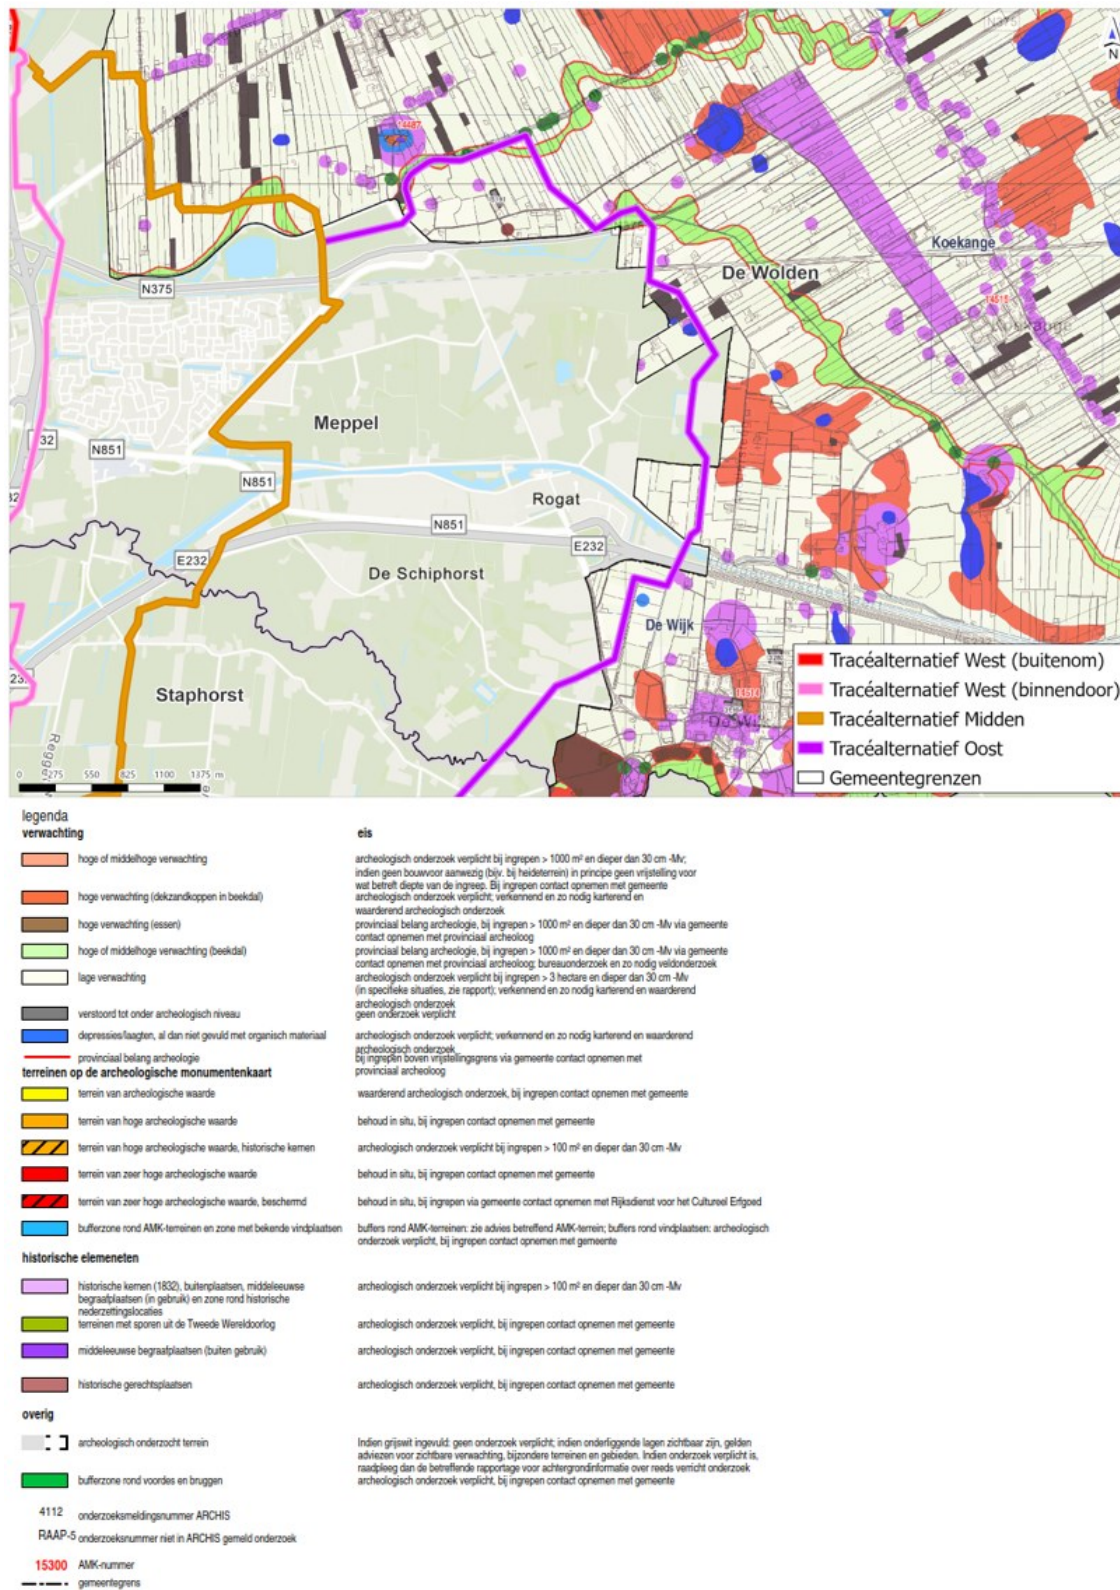 N375
N
14487
N375
Koekange
De Wolden
14515
Koekange
N375
Meppel
N851
N851
Rogat
N851
E232
E232
De Schiphorst
De Wijk
Staphorst
0 275 550 825 1100 1375 m
Tracéalternatief West (buitenom)
Tracéalternatief West (binnendoor)
Tracéalternatief Midden
Tracéalternatief Oost
Gemeentegrenzen
legenda
verwachting eis
hoge of middelhoge verwachting archeologisch onderzoek verplicht bij ingrepen > 1000 m² en dieper dan 30 cm -Mv;
indien geen bouwvoor aanwezig (bijv. bij heideterrein) in principe geen vrijstelling voor
wat betreft diepte van de ingreep. Bij ingrepen contact opnemen met gemeente
hoge verwachting (dekzandkoppen in beekdal) archeologisch onderzoek verplicht; verkennend en zo nodig karterend en
waarderend archeologisch onderzoek
hoge verwachting (essen) provinciaal belang archeologie, bij ingrepen > 1000 m² en dieper dan 30 cm -Mv via gemeente
contact opnemen met provinciaal archeoloog
hoge of middelhoge verwachting (beekdal) provinciaal belang archeologie, bij ingrepen > 1000 m² en dieper dan 30 cm -Mv via gemeente
contact opnemen met provinciaal archeoloog; bureauonderzoek en zo nodig veldonderzoek
lage verwachting archeologisch onderzoek verplicht bij ingrepen > 3 hectare en dieper dan 30 cm -Mv
(in specifieke situaties, zie rapport); verkennend en zo nodig karterend en waarderend
archeologisch onderzoek
verstoord tot onder archeologisch niveau geen onderzoek verplicht
depressies/laagten, al dan niet gevuld met organisch materiaal archeologisch onderzoek verplicht; verkennend en zo nodig karterend en waarderend
archeologisch onderzoek
provinciaal belang archeologie bij ingrepen boven vrijstellingsgrens via gemeente contact opnemen met
provinciaal archeoloog
terreinen op de archeologische monumentenkaart
terrein van archeologische waarde waarderend archeologisch onderzoek, bij ingrepen contact opnemen met gemeente
terrein van hoge archeologische waarde behoud in situ, bij ingrepen contact opnemen met gemeente
terrein van hoge archeologische waarde, historische kernen archeologisch onderzoek verplicht bij ingrepen > 100 m² en dieper dan 30 cm -Mv
terrein van zeer hoge archeologische waarde behoud in situ, bij ingrepen contact opnemen met gemeente
terrein van zeer hoge archeologische waarde, beschermd behoud in situ, bij ingrepen via gemeente contact opnemen met Rijksdienst voor het Cultureel Erfgoed
bufferzone rond AMK-terreinen en zone met bekende vindplaatsen buffers rond AMK-terreinen: zie advies betreffend AMK-terrein; buffers rond vindplaatsen: archeologisch
onderzoek verplicht, bij ingrepen contact opnemen met gemeente
historische elemeneten
historische kernen (1832), buitenplaatsen, middeleeuwse archeologisch onderzoek verplicht bij ingrepen > 100 m² en dieper dan 30 cm -Mv
begraafplaatsen (in gebruik) en zone rond historische
nederzettingslocaties
terreinen met sporen uit de Tweede Wereldoorlog archeologisch onderzoek verplicht, bij ingrepen contact opnemen met gemeente
middeleeuwse begraafplaatsen (buiten gebruik) archeologisch onderzoek verplicht, bij ingrepen contact opnemen met gemeente
historische gerechtsplaatsen archeologisch onderzoek verplicht, bij ingrepen contact opnemen met gemeente
overig
archeologisch onderzocht terrein Indien grijswit ingevuld: geen onderzoek verplicht; indien onderliggende lagen zichtbaar zijn, gelden
adviezen voor zichtbare verwachting, bijzondere terreinen en gebieden. Indien onderzoek verplicht is,
raadpleeg dan de betreffende rapportage voor achtergrondinformatie over reeds verricht onderzoek
bufferzone rond voordes en bruggen archeologisch onderzoek verplicht, bij ingrepen contact opnemen met gemeente
4112 onderzoeksmeldingsnummer ARCHIS
RAAP-5 onderzoeksnummer niet in ARCHIS gemeld onderzoek
15300 AMK-nummer
gemeentegrens